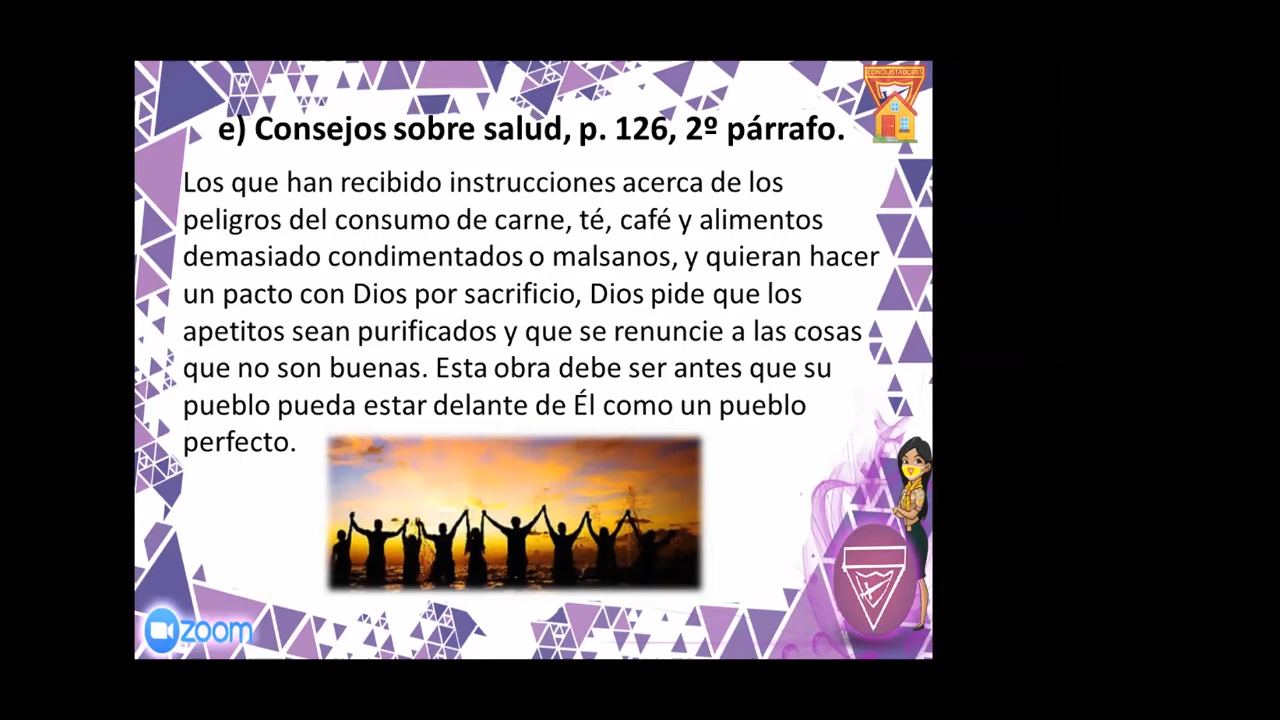 CONQUISTADORES
e) Consejos sobre salud, p. 126, 2º párrafo.
Los que han recibido instrucciones acerca de los
peligros del consumo de carne, té, café y alimentos
demasiado condimentados o malsanos, y quieran hacer
un pacto con Dios por sacrificio, Dios pide que los
apetitos sean purificados y que se renuncie a las cosas
que no son buenas. Esta obra debe ser antes que su
pueblo pueda estar delante de Él como un pueblo
perfecto.
zoom